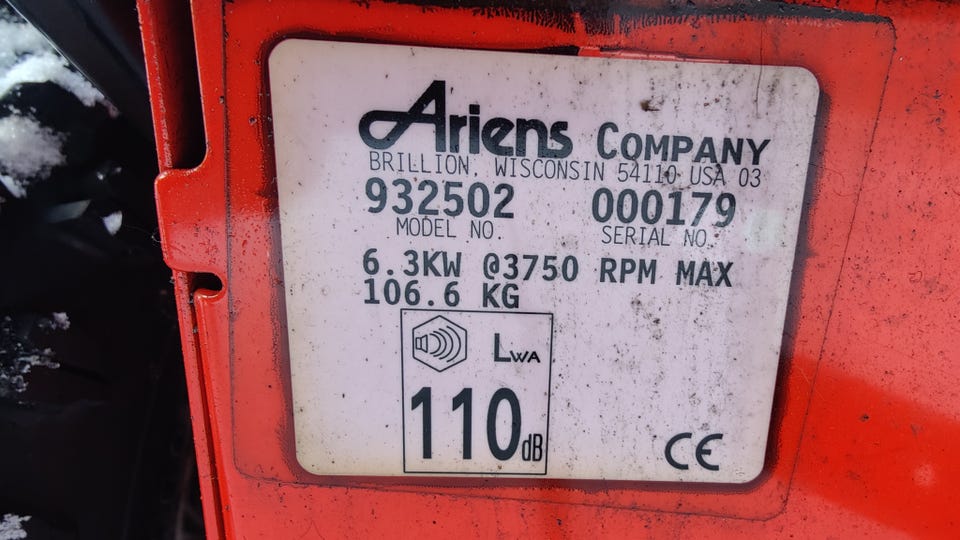 Ariens COMPANY
BRILLION, WISCONSIN 54110 USA 03
932502 000179
MODEL NO. SERIAL NO.
6.3KW @3750 RPM MAX
106.6 KG
LWA
110dB
CE